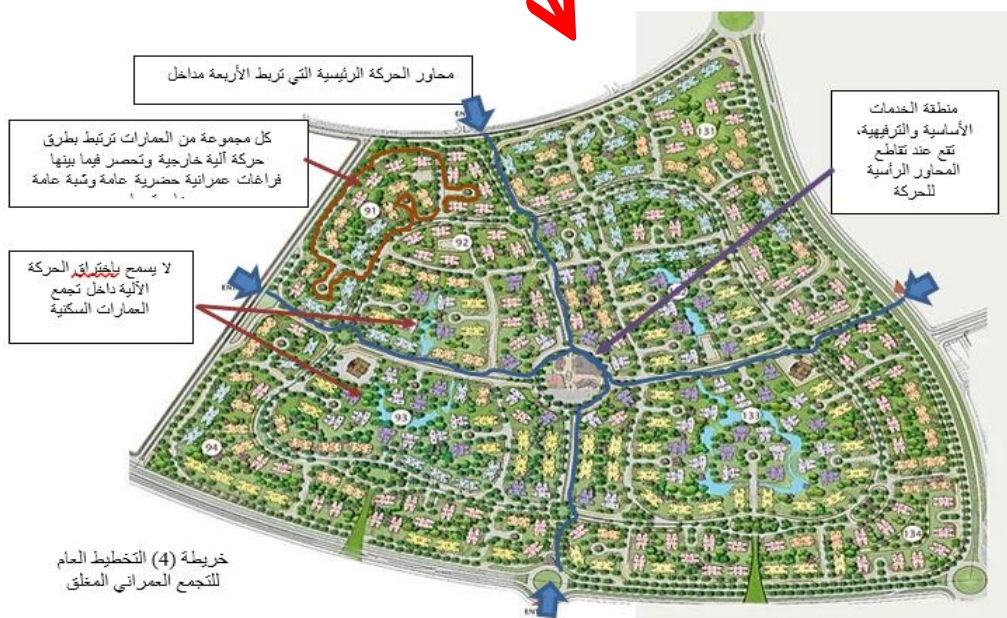 محاور الحركة الرئيسية التي تربط الأربعة مداخل
كل مجموعة من العمارات ترتبط بطرق
حركة آلية خارجية وتحصر فيما بينها
فراغات عمرانية حضرية عامة وشبة عامة
منطقة الخدمات
الأساسية والترفيهية،
تقع عند تقاطع
المحاور الرأسية
للحركة
لا يسمح بإختراق الحركة
الآلية داخل تجمع
العمارات السكنية
131
91
92
93
133
94
134
خريطة (4) التخطيط العام
للتجمع العمراني المغلق